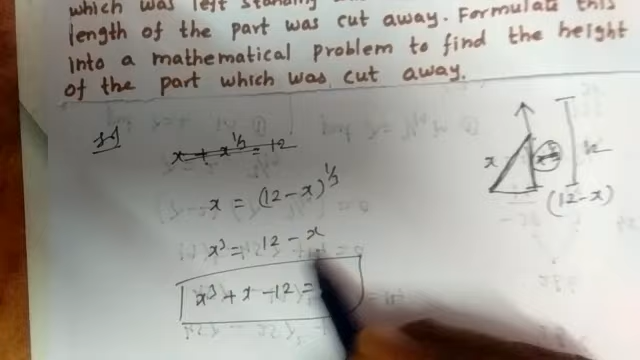 which was left standing
length of the part was cut away. Formulate this
into a mathematical problem to find the height
of the part which was cut away.
x + x^1/3 = 12
x = (12-x)^1/3
x³ = 12 - x
x³ + x - 12 =
x
(12-x)